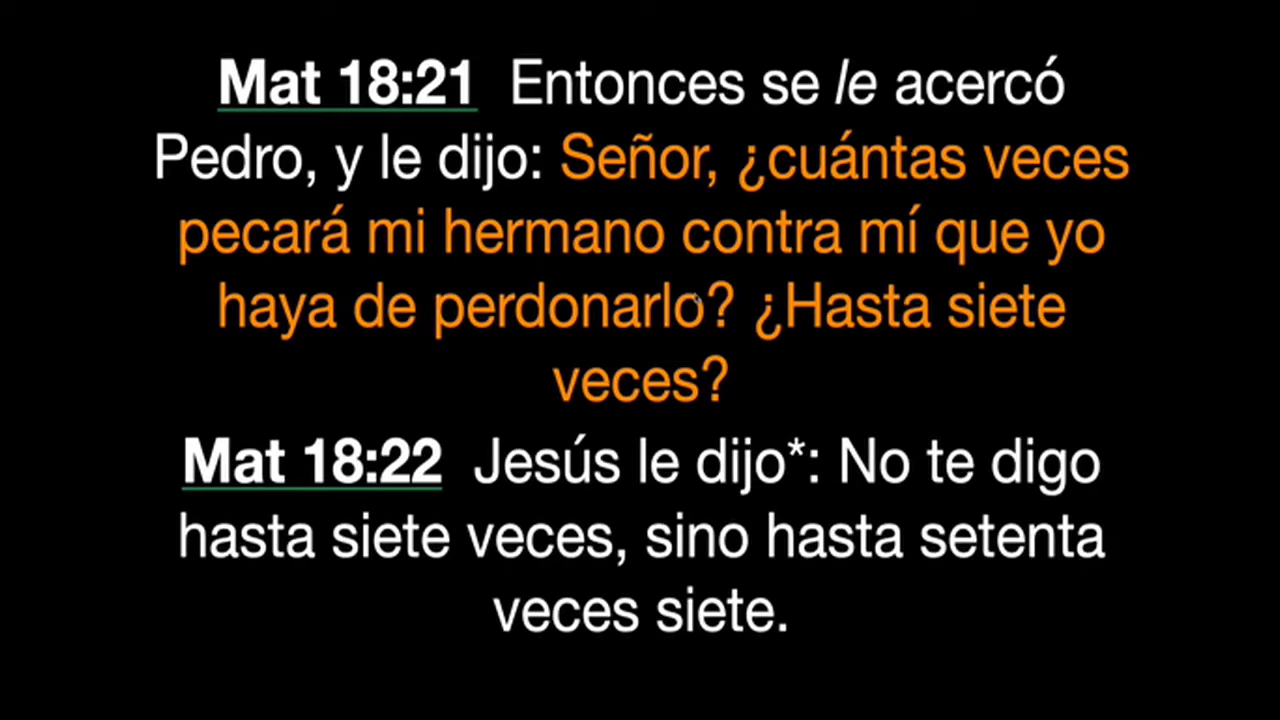 Mat 18:21 Entonces se le acercó
Pedro, y le dijo: Señor, ¿cuántas veces
pecará mi hermano contra mí que yo
haya de perdonarlo? ¿Hasta siete
veces?
Mat 18:22 Jesús le dijo*: No te digo
hasta siete veces, sino hasta setenta
veces siete.